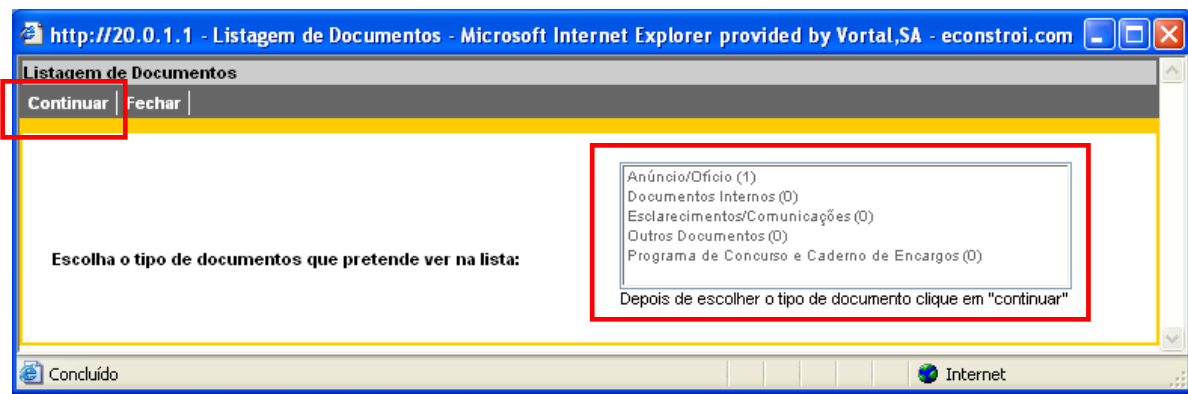 http://20.0.1.1 - Listagem de Documentos - Microsoft Internet Explorer provided by Vortal,SA - econstroi.com
Listagem de Documentos
Continuar | Fechar |
Anúncio/Ofício (1)
Documentos Internos (0)
Esclarecimentos/Comunicações (0)
Outros Documentos (0)
Programa de Concurso e Caderno de Encargos (0)
Escolha o tipo de documentos que pretende ver na lista:
Depois de escolher o tipo de documento clique em "continuar"
Concluído
Internet